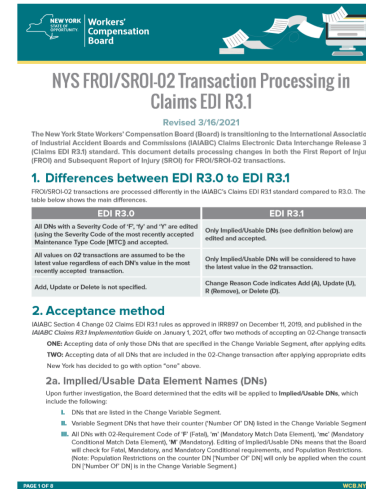 NEW YORK
STATE OF
OPPORTUNITY.
Workers'
Compensation
Board
NYS FROI/SROI-02 Transaction Processing in
Claims EDI R3.1
Revised 3/16/2021
The New York State Workers' Compensation Board (Board) is transitioning to the International Associatio
of Industrial Accident Boards and Commissions (IAIABC) Claims Electronic Data Interchange Release 3
(Claims EDI R3.1) standard. This document details processing changes in both the First Report of Inju
(FROI) and Subsequent Report of Injury (SROI) for FROI/SROI-02 transactions.
1. Differences between EDI R3.0 to EDI R3.1
FROI/SROI-02 transactions are processed differently in the IAIABC's Claims EDI R3.1 standard compared to R3.0. The
table below shows the main differences.
EDI R3.0
EDI R3.1
All DNs with a Severity Code of 'F', 'fy' and 'Y' are edited
(using the Severity Code of the most recently accepted
Maintenance Type Code [MTC]) and accepted.
Only Implied/Usable DNs (see definition below) are
edited and accepted.
All values on 02 transactions are assumed to be the
latest value regardless of each DN's value in the most
recently accepted transaction.
Only Implied/Usable DNs will be considered to have
the latest value in the 02 transaction.
Add, Update or Delete is not specified.
Change Reason Code indicates Add (A), Update (U),
R (Remove), or Delete (D).
2. Acceptance method
IAIABC Section 4 Change 02 Claims EDI R3.1 rules as approved in IRR897 on December 11, 2019, and published in the
IAIABC Claims R3.1 Implementation Guide on January 1, 2021, offer two methods of accepting an 02-Change transactic
ONE: Accepting data of only those DNs that are specified in the Change Variable Segment, after applying edits
TWO: Accepting data of all DNs that are included in the 02-Change transaction after applying appropriate edits
New York has decided to go with option "one" above.
2a. Implied/Usable Data Element Names (DNs)
Upon further investigation, the Board determined that the edits will be applied to Implied/Usable DNs, which
include the following:
I. DNs that are listed in the Change Variable Segment.
II. Variable Segment DNs that have their counter ('Number Of' DN) listed in the Change Variable Segment
III. All DNs with 02-Requirement Code of 'F' (Fatal), 'm' (Mandatory Match Data Element), 'mc' (Mandatory
Conditional Match Data Element), 'M' (Mandatory). Editing of Implied/Usable DNs means that the Board
will check for Fatal, Mandatory, and Mandatory Conditional requirements, and Population Restrictions.
(Note: Population Restrictions on the counter DN ['Number Of' DN] will only be applied when the count
DN ['Number Of' DN] is in the Change Variable Segment.)
PAGE 1 OF 8
WCB.NY